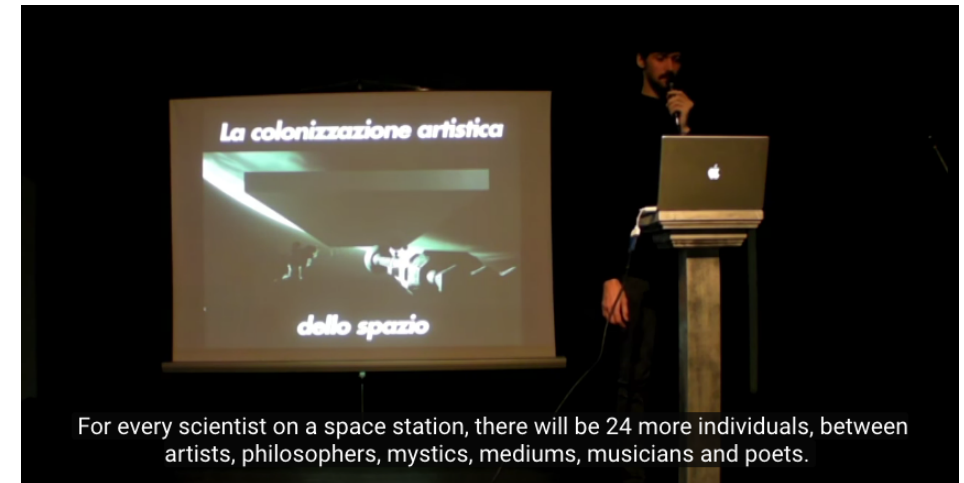 La colonizzazione artistica
dello spazio
For every scientist on a space station, there will be 24 more individuals, between
artists, philosophers, mystics, mediums, musicians and poets.